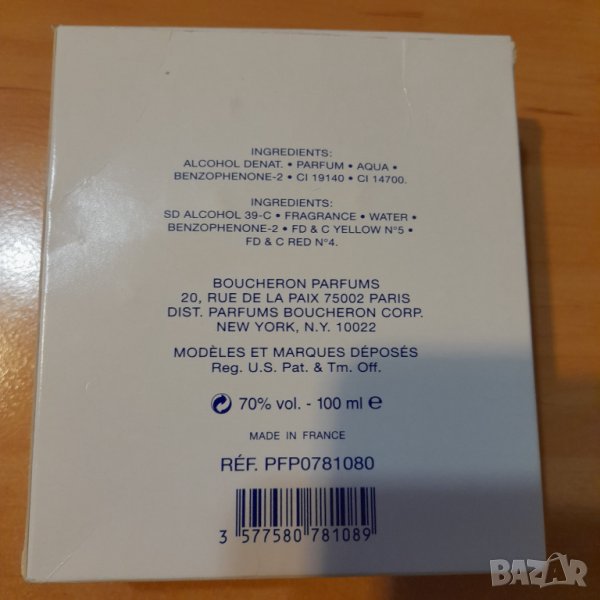 INGREDIENTS:
ALCOHOL DENAT. • PARFUM • AQUA •
BENZOPHENONE-2 • CI 19140 • CI 14700.
INGREDIENTS:
SD ALCOHOL 39-C • FRAGRANCE • WATER •
BENZOPHENONE-2 • FD & C YELLOW N°5 •
FD & C RED N°4.
BOUCHERON PARFUMS
20, RUE DE LA PAIX 75002 PARIS
DIST. PARFUMS BOUCHERON CORP.
NEW YORK, N.Y. 10022
MODÈLES ET MARQUES DÉPOSÉS
Reg. U.S. Pat. & Tm. Off.
70% vol. - 100 ml ℮
MADE IN FRANCE
RÉF. PFP0781080
3 577580 781089
BAZAR